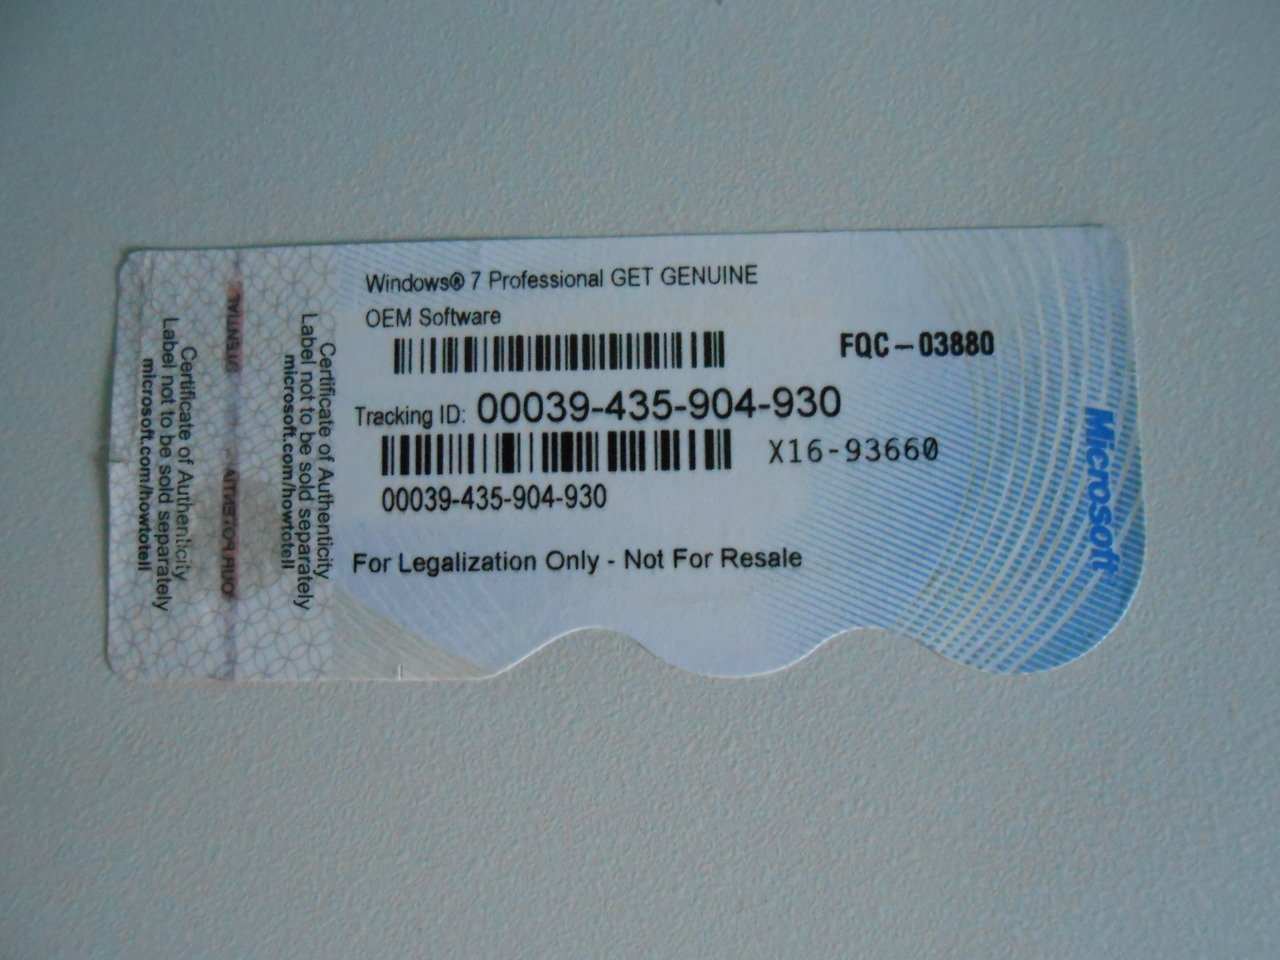 Windows® 7 Professional GET GENUINE
OEM Software
FQC-03880
Tracking ID: 00039-435-904-930
X16-93660
00039-435-904-930
For Legalization Only - Not For Resale
Microsoft
Certificate of Authenticity
Label not to be sold separately
microsoft.com/howtotell
Certificate of Authenticity
Label not to be sold separately
microsoft.com/howtotell